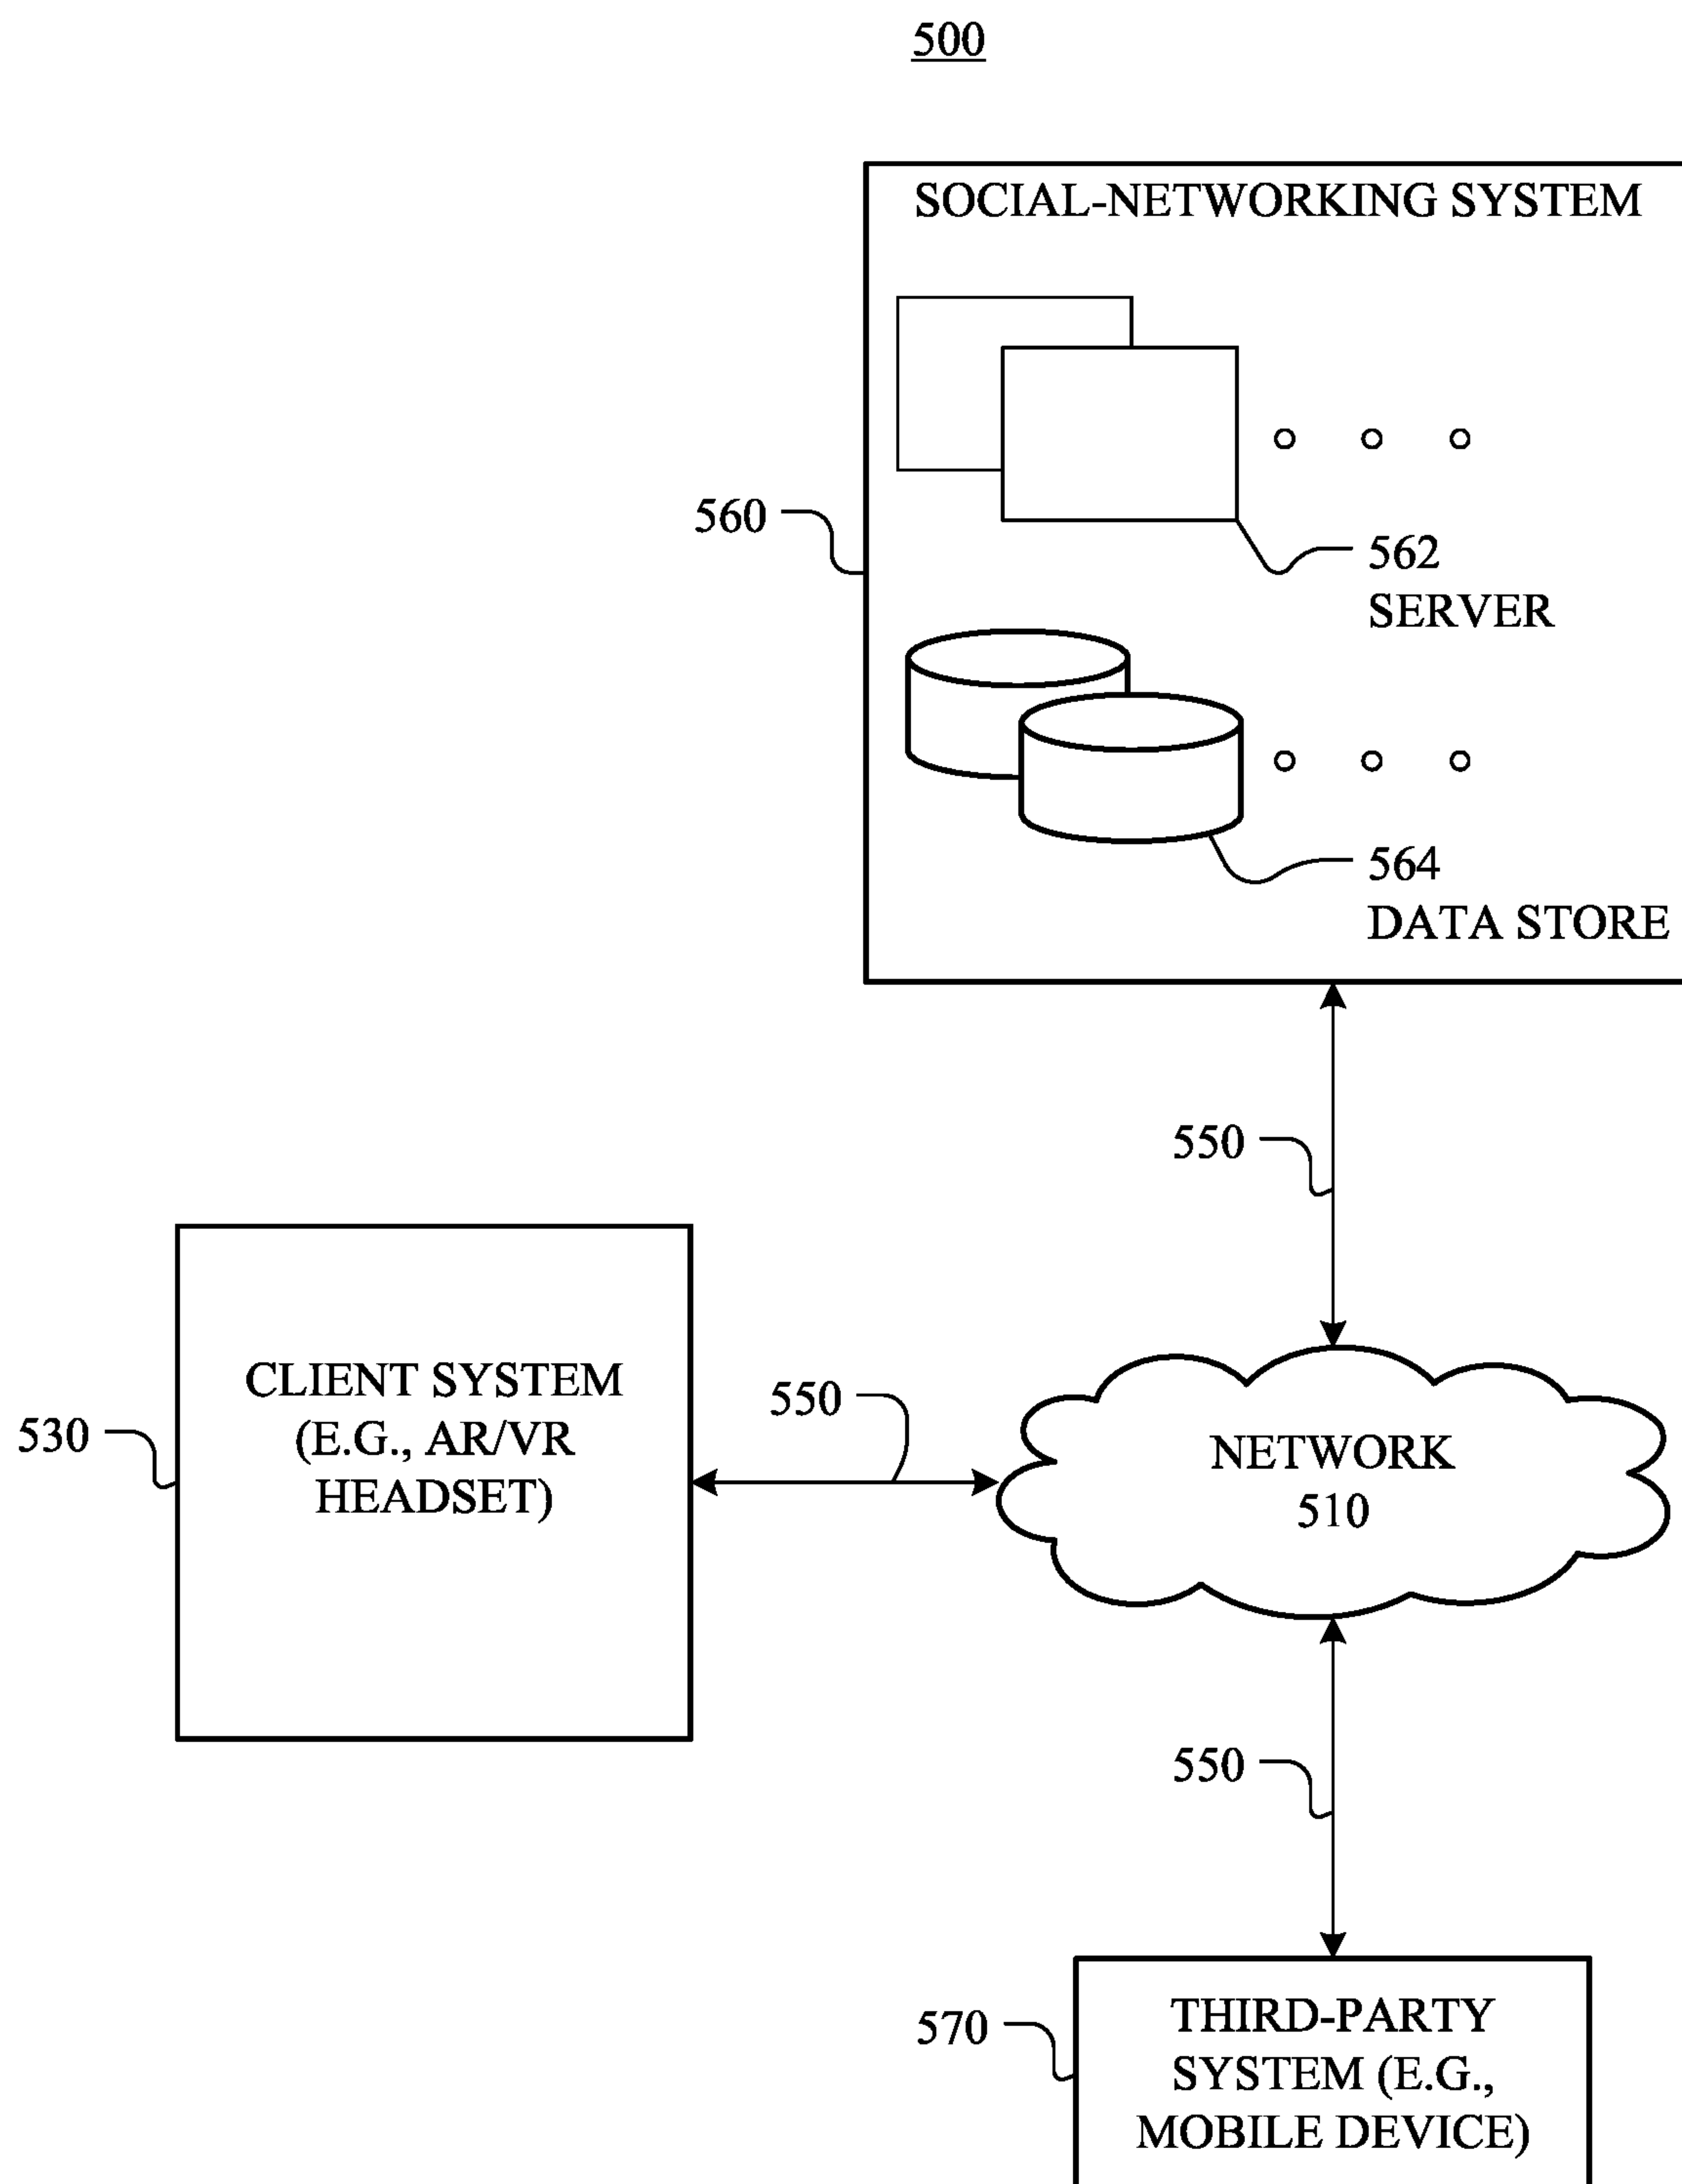 500
SOCIAL-NETWORKING SYSTEM
560
562
SERVER
564
DATA STORE
550
CLIENT SYSTEM
(E.G., AR/VR
HEADSET)
530
550
NETWORK
510
550
570
THIRD-PARTY
SYSTEM (E.G.,
MOBILE DEVICE)